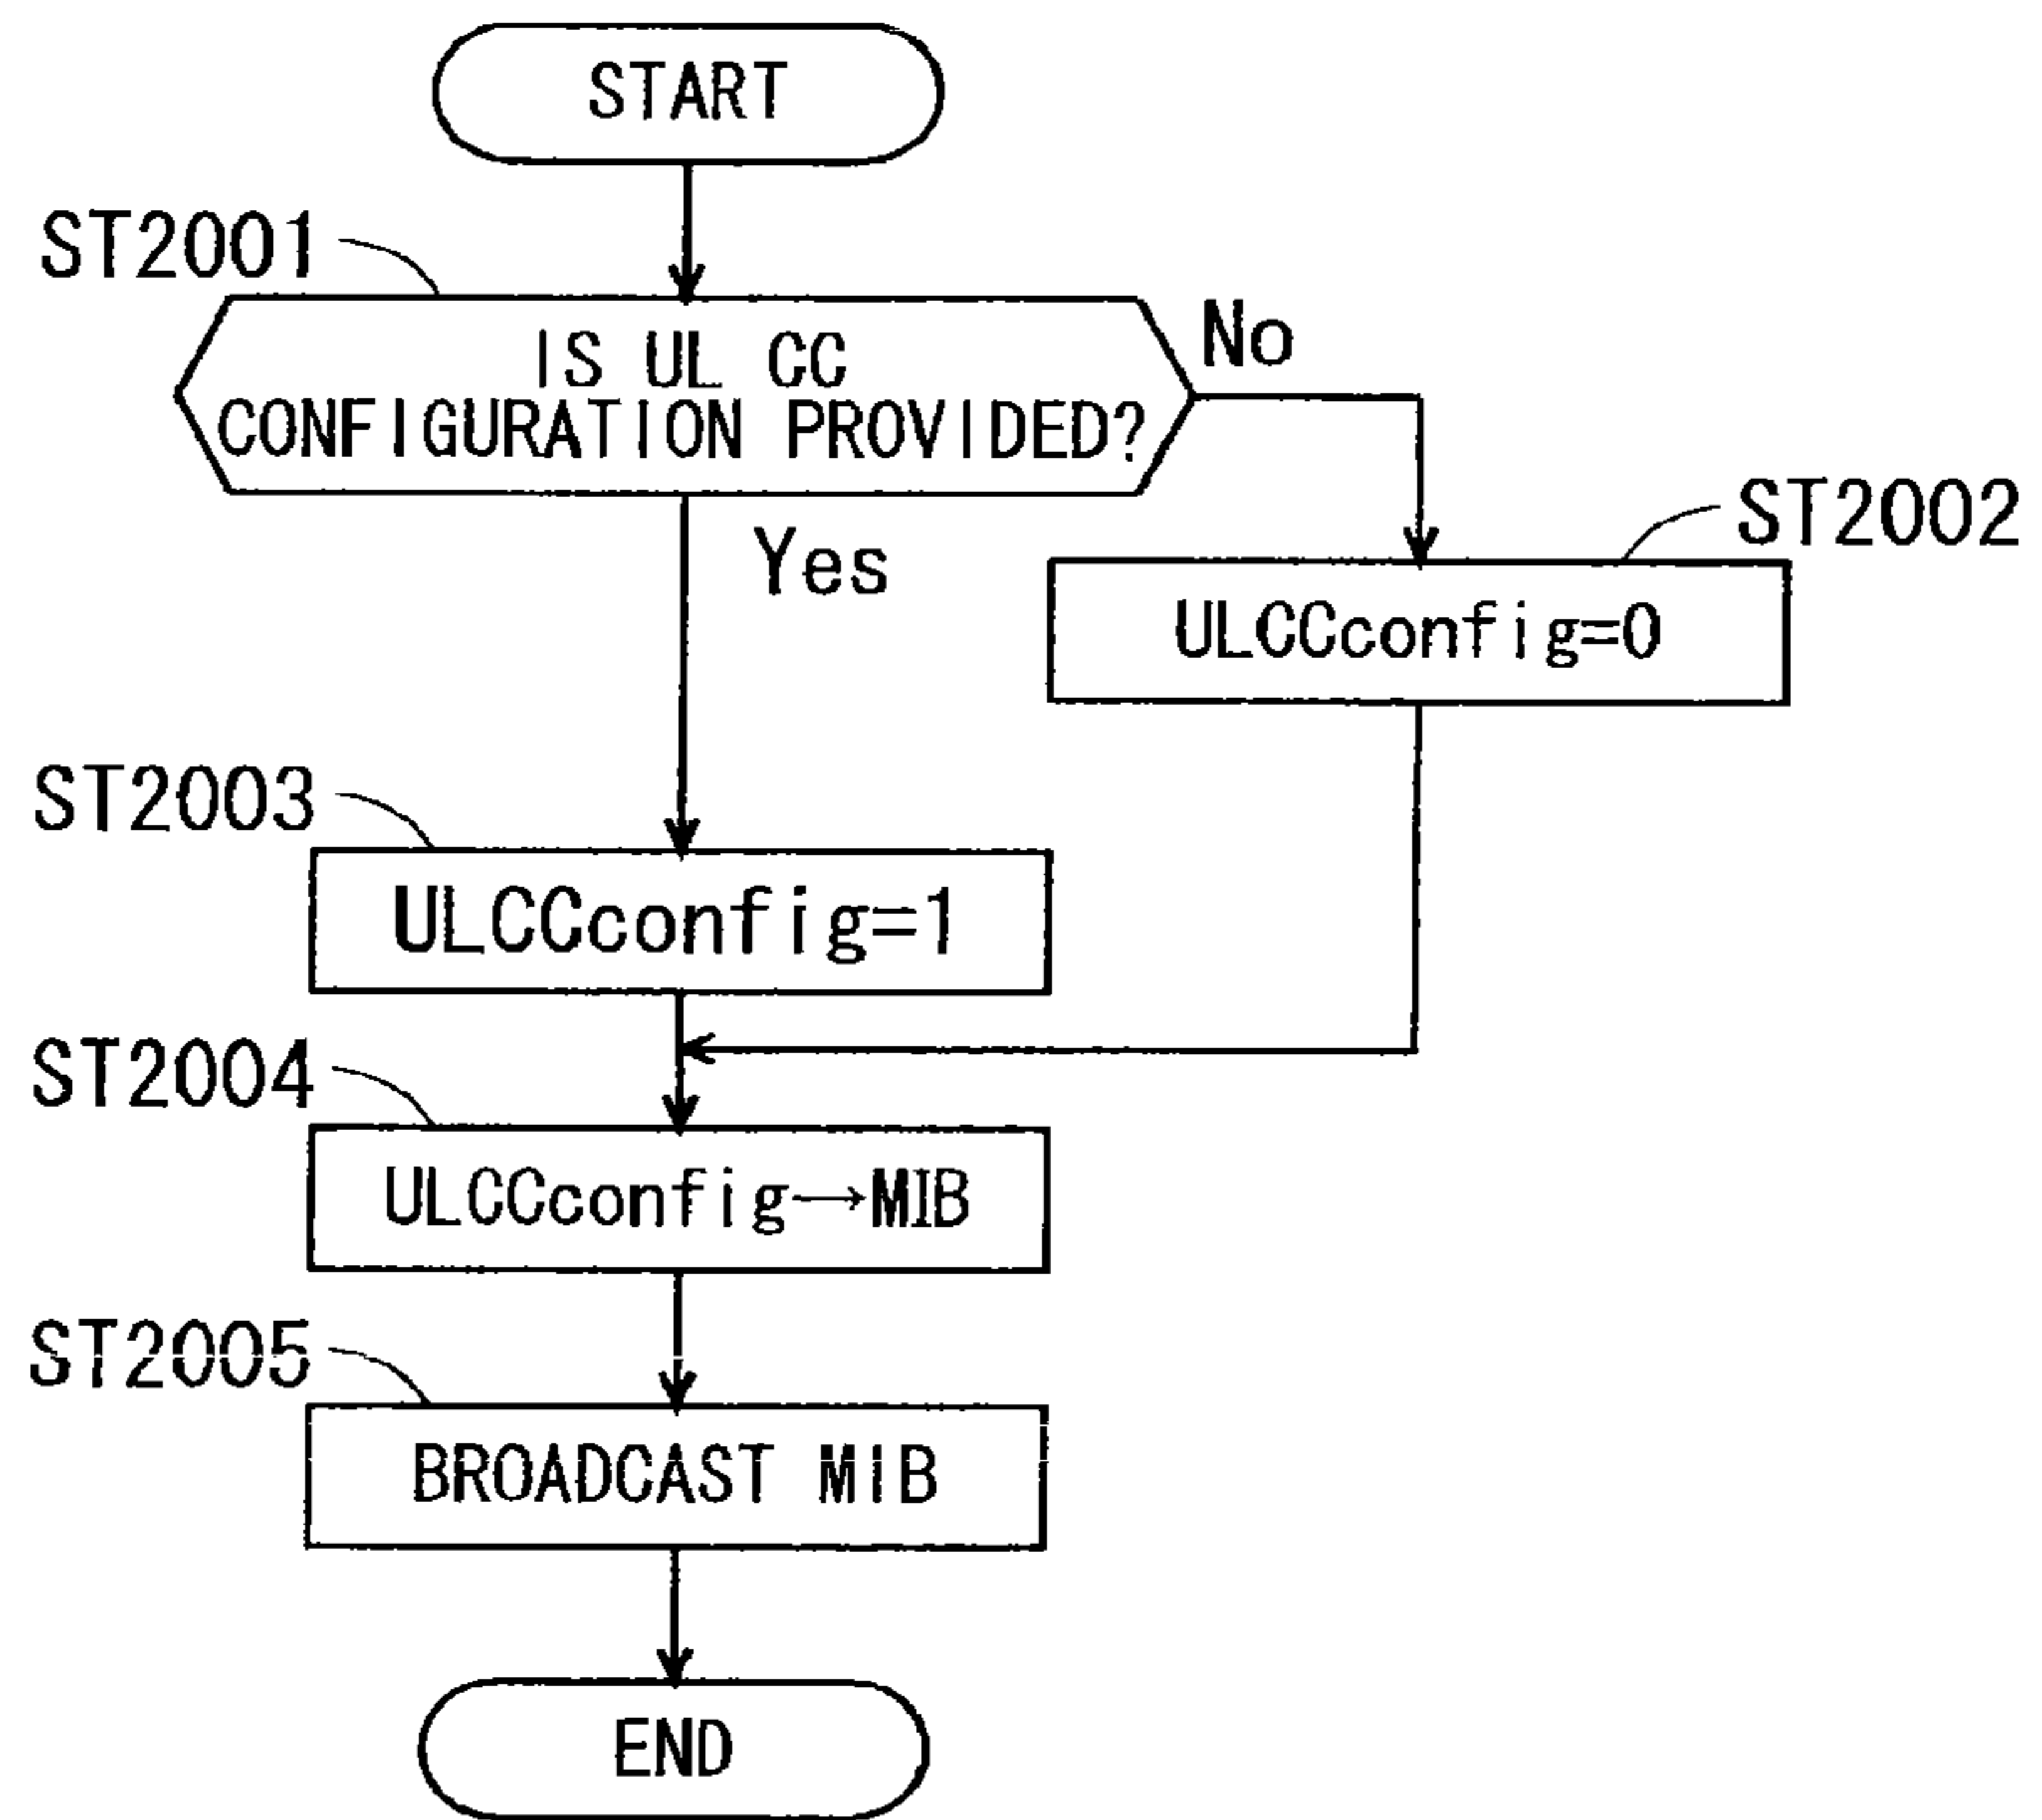 START
ST2001
IS UL CC
CONFIGURATION PROVIDED?
No
Yes
ST2002
ULCCconfig=0
ST2003
ULCCconfig=1
ST2004
ULCCconfig→MIB
ST2005
BROADCAST MIB
END